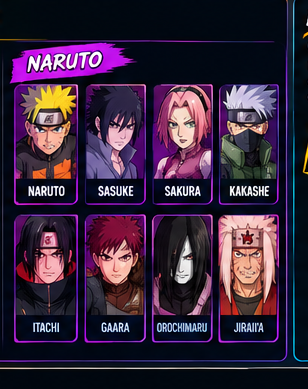 NARUTO
NARUTO SASUKE SAKURA KAKASHE
ITACHI GAARA OROCHIMARU JIRAII'A